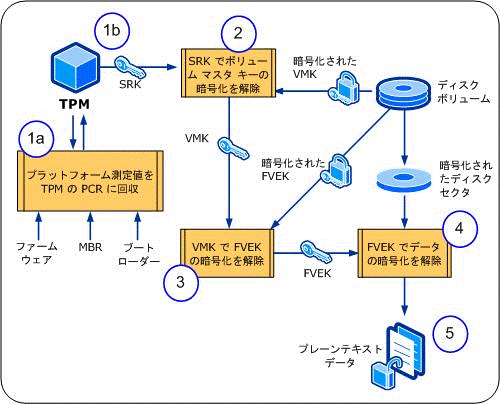 1b
2
SRK でボリュー
ム マスタ キーの
暗号化を解除
暗号化された
VMK
ディスク
ボリューム
SRK
TPM
1a
プラットフォーム測定値を
TPM の PCR に回収
VMK
暗号化された
FVEK
暗号化され
たディスク
セクタ
ファーム
ウェア
MBR
ブート
ローダー
VMK で FVEK
の暗号化を解除
3
FVEK
FVEK でデータ
の暗号化を解除
4
5
プレーンテキスト
データ